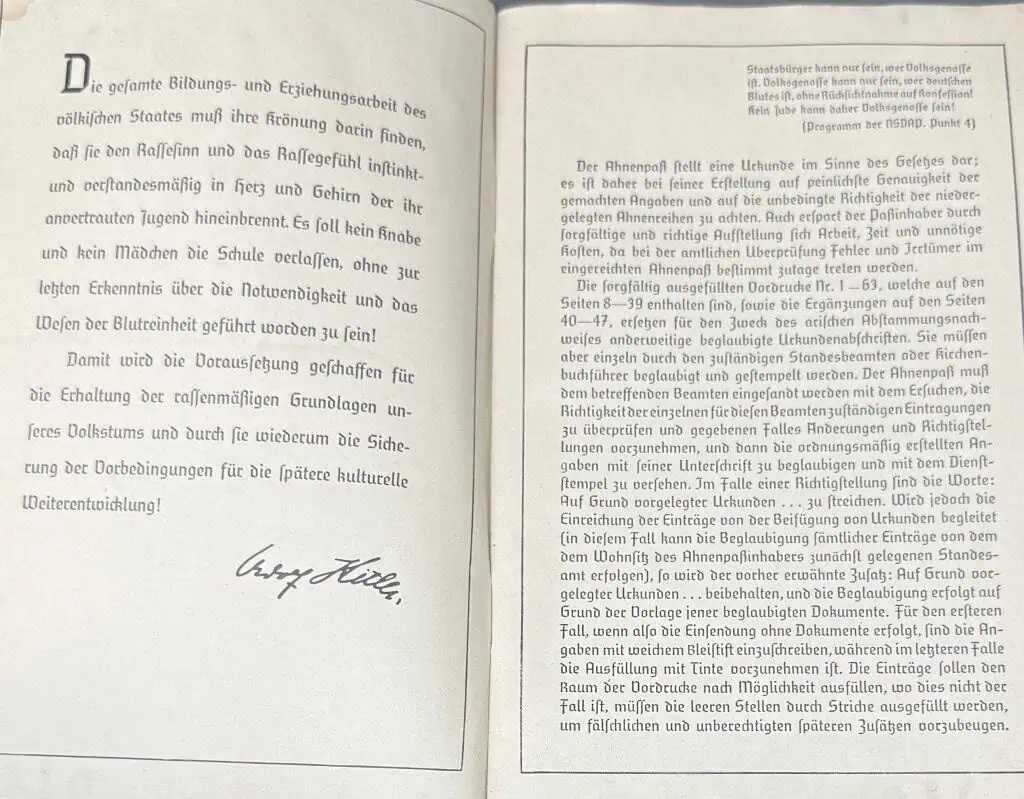 Die gesamte Bildungs- und Erziehungsarbeit des
völkischen Staates muß ihre Krönung darin finden,
daß sie den Rassesinn und das Rassegefühl instinkt-
und verstandesmäßig in Herz und Gehirn der ihr
anvertrauten Jugend hineinbrennt. Es soll kein Knabe
und kein Mädchen die Schule verlassen, ohne zur
letzten Erkenntnis über die Notwendigkeit und das
Wesen der Blutreinheit geführt worden zu sein!
Damit wird die Voraussetzung geschaffen für
die Erhaltung der rassenmäßigen Grundlagen un-
seres Volkstums und durch sie wiederum die Siche-
rung der Vorbedingungen für die spätere kulturelle
Weiterentwicklung!
Adolf Hitler.
Staatsbürger kann nur sein, wer Volksgenosse
ist. Volksgenosse kann nur sein, wer deutschen
Blutes ist, ohne Rücksichtnahme auf Konfession!
Kein Jude kann daher Volksgenosse sein!
(Programm der NSDAP. Punkt 4)
Der Ahnenpaß stellt eine Urkunde im Sinne des Gesetzes dar;
es ist daher bei seiner Erstellung auf peinlichste Genauigkeit der
gemachten Angaben und auf die unbedingte Richtigkeit der nieder-
gelegten Ahnenreihen zu achten. Auch erspart der Paßinhaber durch
sorgfältige und richtige Aufstellung sich Arbeit, Zeit und unnötige
Kosten, da bei der amtlichen Überprüfung Fehler und Irrtümer im
eingereichten Ahnenpaß bestimmt zutage treten werden.
Die sorgfältig ausgefüllten Vordrucke Nr. 1—63, welche auf den
Seiten 8—39 enthalten sind, sowie die Ergänzungen auf den Seiten
40—47, ersetzen für den Zweck des arischen Abstammungsnach-
weises anderweitige beglaubigte Urkundenabschriften. Sie müssen
aber einzeln durch den zuständigen Standesbeamten oder Kirchen-
buchführer beglaubigt und gestempelt werden. Der Ahnenpaß muß
dem betreffenden Beamten eingesandt werden mit dem Ersuchen, die
Richtigkeit der einzelnen für diesen Beamten zuständigen Eintragungen
zu überprüfen und gegebenen Falles Änderungen und Richtigstel-
lungen vorzunehmen, und dann die ordnungsmäßig erstellten An-
gaben mit seiner Unterschrift zu beglaubigen und mit dem Dienst-
stempel zu versehen. Im Falle einer Richtigstellung sind die Worte:
Auf Grund vorgelegter Urkunden . . . zu streichen. Wird jedoch die
Einreichung der Einträge von der Beifügung von Urkunden begleitet
(in diesem Fall kann die Beglaubigung sämtlicher Einträge von dem
dem Wohnsitz des Ahnenpaßinhabers zunächst gelegenen Standes-
amt erfolgen), so wird der vorher erwähnte Zusatz: Auf Grund vor-
gelegter Urkunden . . . beibehalten, und die Beglaubigung erfolgt auf
Grund der Vorlage jener beglaubigten Dokumente. Für den ersteren
Fall, wenn also die Einsendung ohne Dokumente erfolgt, sind die An-
gaben mit weichem Bleistift einzuschreiben, während im letzteren Falle
die Ausfüllung mit Tinte vorzunehmen ist. Die Einträge sollen den
Raum der Vordrucke nach Möglichkeit ausfüllen, wo dies nicht der
Fall ist, müssen die leeren Stellen durch Striche ausgefüllt werden,
um fälschlichen und unberechtigten späteren Zusätzen vorzubeugen.